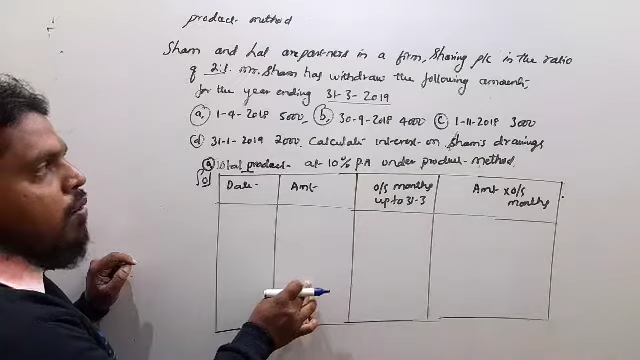 product method
Sham and Lal are partners in a firm, sharing p/c in the ratio
of 2:1. Mr. Sham has withdraw the following amounts
for the year ending 31-3-2019
(a) 1-4-2018 5000 (b) 30-9-2018 4000 (c) 1-11-2018 3000
(d) 31-1-2019 2000. Calculate interest on Sham's drawings
total product at 10% P.A under product method.
Sol
Date Amt o/s months Amt x o/s
up to 31-3 months